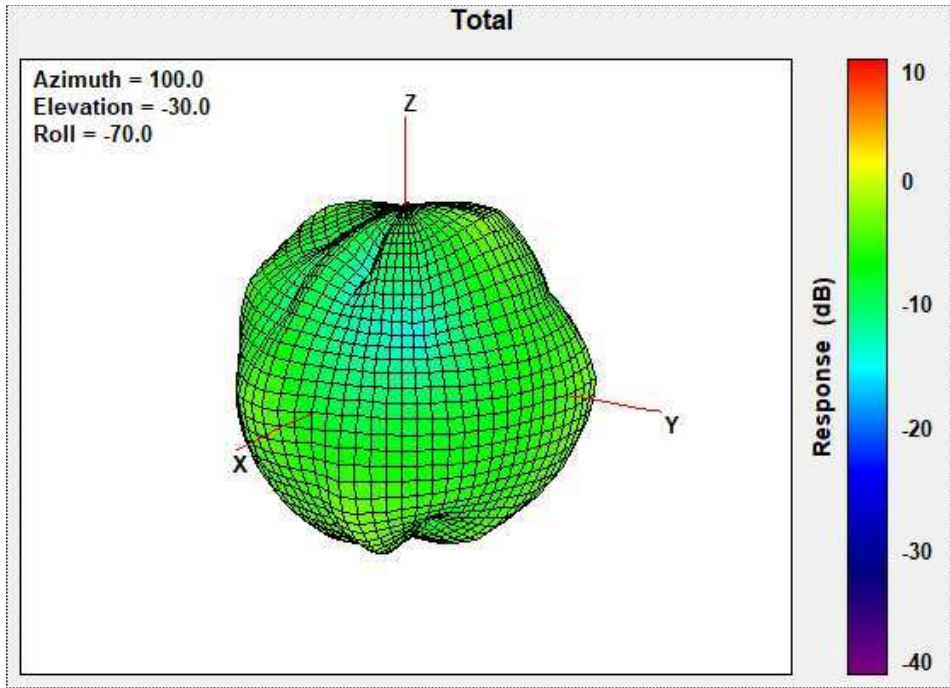 Total
Azimuth = 100.0
Elevation = -30.0
Roll = -70.0
Z
Y
X
Response (dB)
10
0
-10
-20
-30
-40